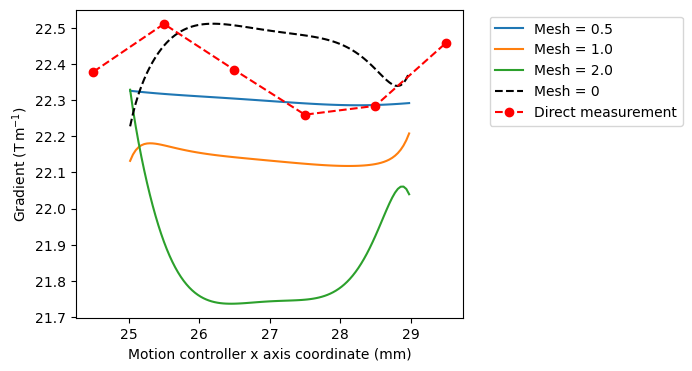 22.5
22.4
22.3
22.2
22.1
22.0
21.9
21.8
21.7
Gradient (T m⁻¹)
25 26 27 28 29
Motion controller x axis coordinate (mm)
Mesh = 0.5
Mesh = 1.0
Mesh = 2.0
Mesh = 0
Direct measurement